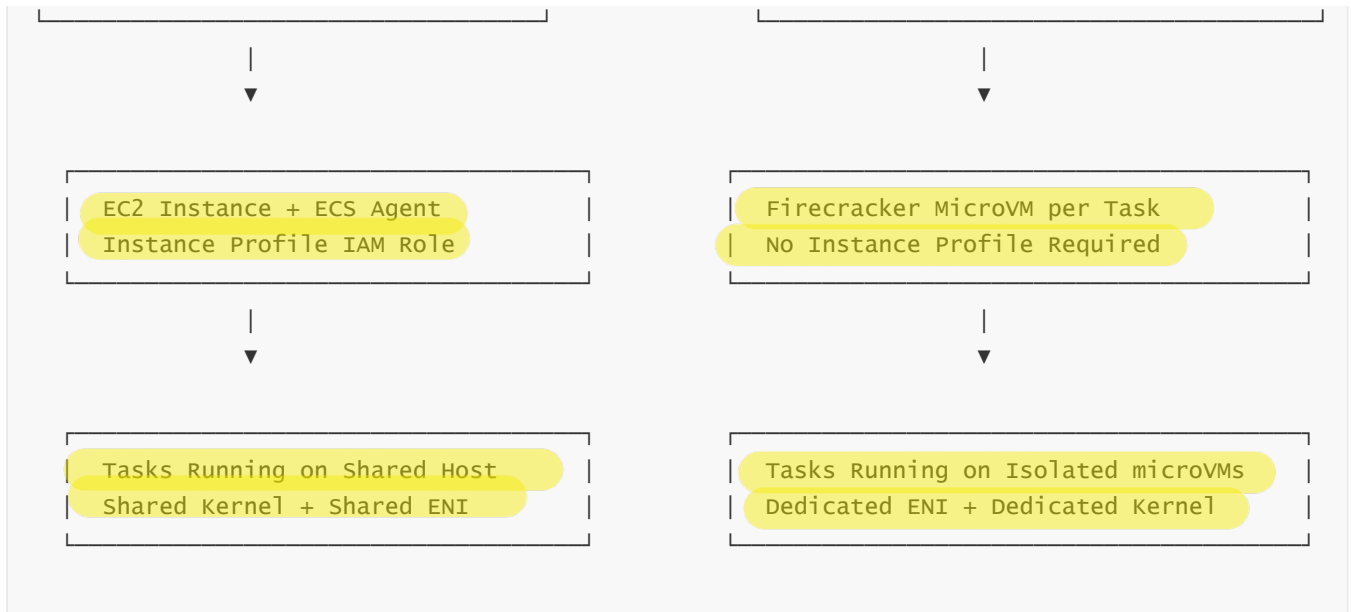 EC2 Instance + ECS Agent
Instance Profile IAM Role
Firecracker MicroVM per Task
No Instance Profile Required
Tasks Running on Shared Host
Shared Kernel + Shared ENI
Tasks Running on Isolated microVMs
Dedicated ENI + Dedicated Kernel